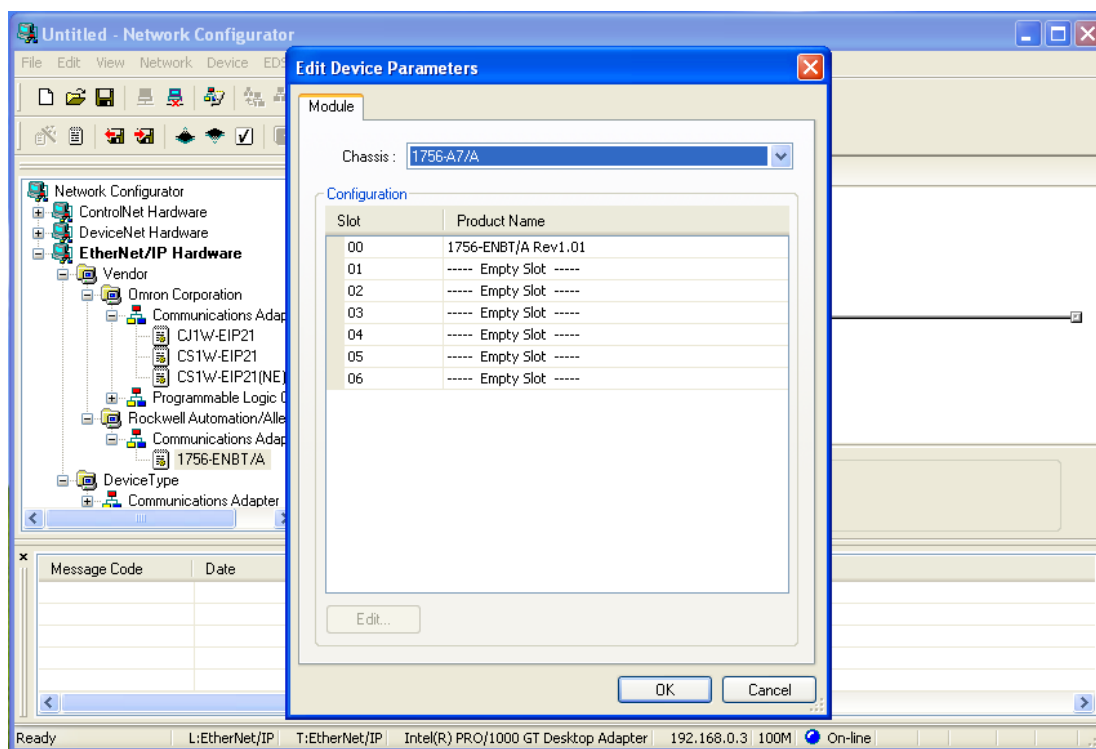 Untitled - Network Configurator
File Edit View Network Device EDS
Edit Device Parameters
Module
Chassis : 1756-A7/A
Configuration
Slot Product Name
00 1756-ENBT/A Rev1.01
01 ----- Empty Slot -----
02 ----- Empty Slot -----
03 ----- Empty Slot -----
04 ----- Empty Slot -----
05 ----- Empty Slot -----
06 ----- Empty Slot -----
Edit...
OK Cancel
Network Configurator
ControlNet Hardware
DeviceNet Hardware
EtherNet/IP Hardware
Vendor
Omron Corporation
Communications Adap
CJ1W-EIP21
CS1W-EIP21
CS1W-EIP21(NE)
Programmable Logic C
Rockwell Automation/Alle
Communications Adap
1756-ENBT/A
DeviceType
Communications Adapter
Message Code Date
Ready L:EtherNet/IP T:EtherNet/IP Intel(R) PRO/1000 GT Desktop Adapter 192.168.0.3 100M On-line